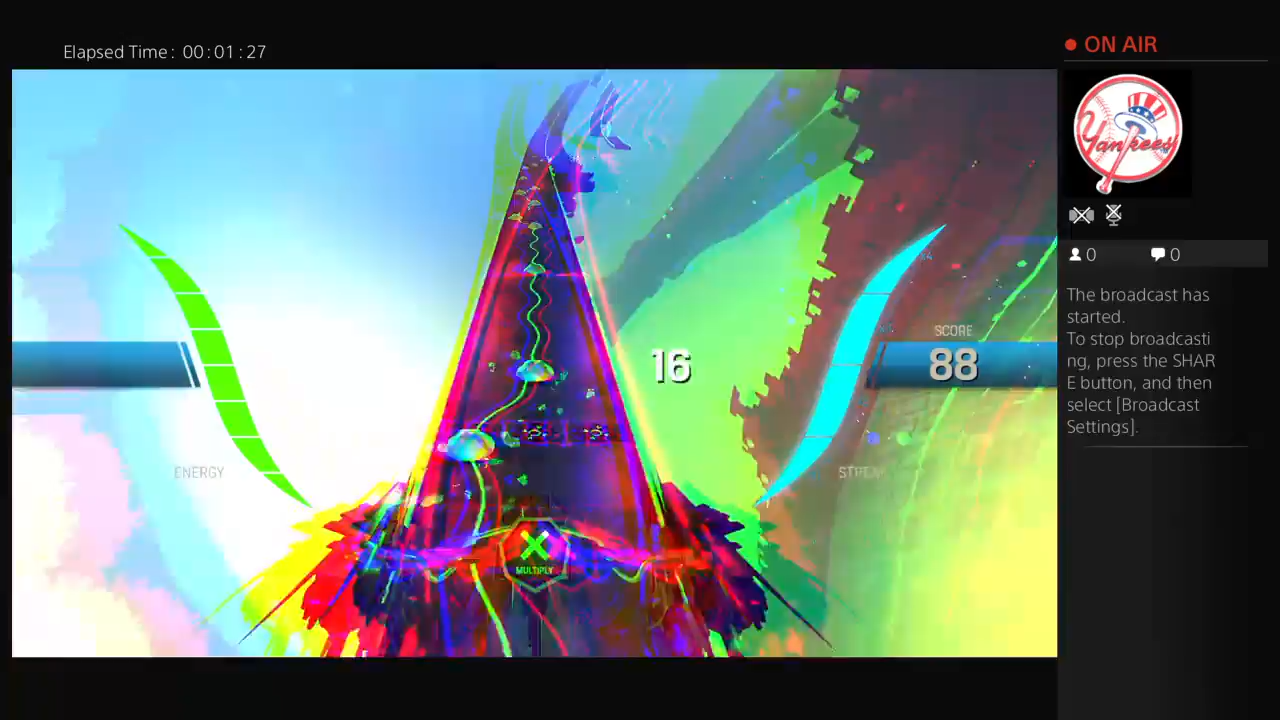 Elapsed Time: 00:01:27
ON AIR
Yankees
0
0
The broadcast has
started.
To stop broadcasti
ng, press the SHAR
E button, and then
select [Broadcast
Settings].
SCORE
88
16
ENERGY
MULTIPLY